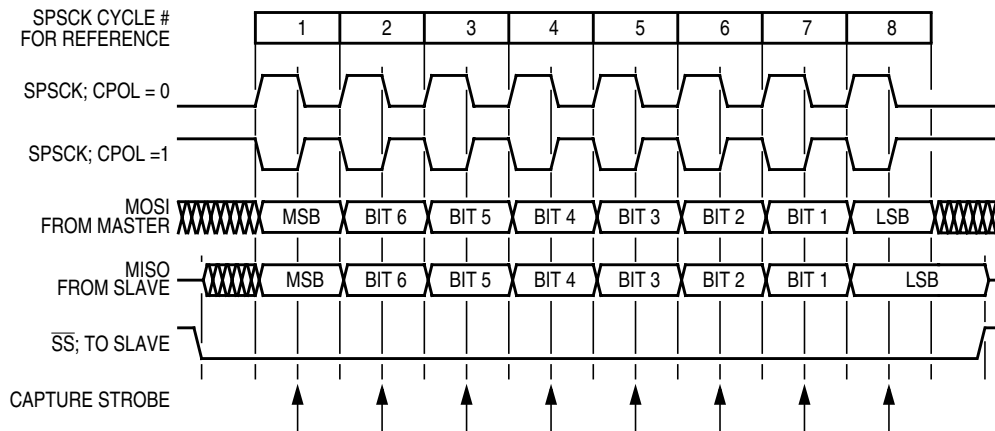 SPSCK CYCLE #
FOR REFERENCE
1 2 3 4 5 6 7 8
SPSCK; CPOL = 0
SPSCK; CPOL =1
MOSI
FROM MASTER
MSB BIT 6 BIT 5 BIT 4 BIT 3 BIT 2 BIT 1 LSB
MISO
FROM SLAVE
MSB BIT 6 BIT 5 BIT 4 BIT 3 BIT 2 BIT 1 LSB
SS; TO SLAVE
CAPTURE STROBE